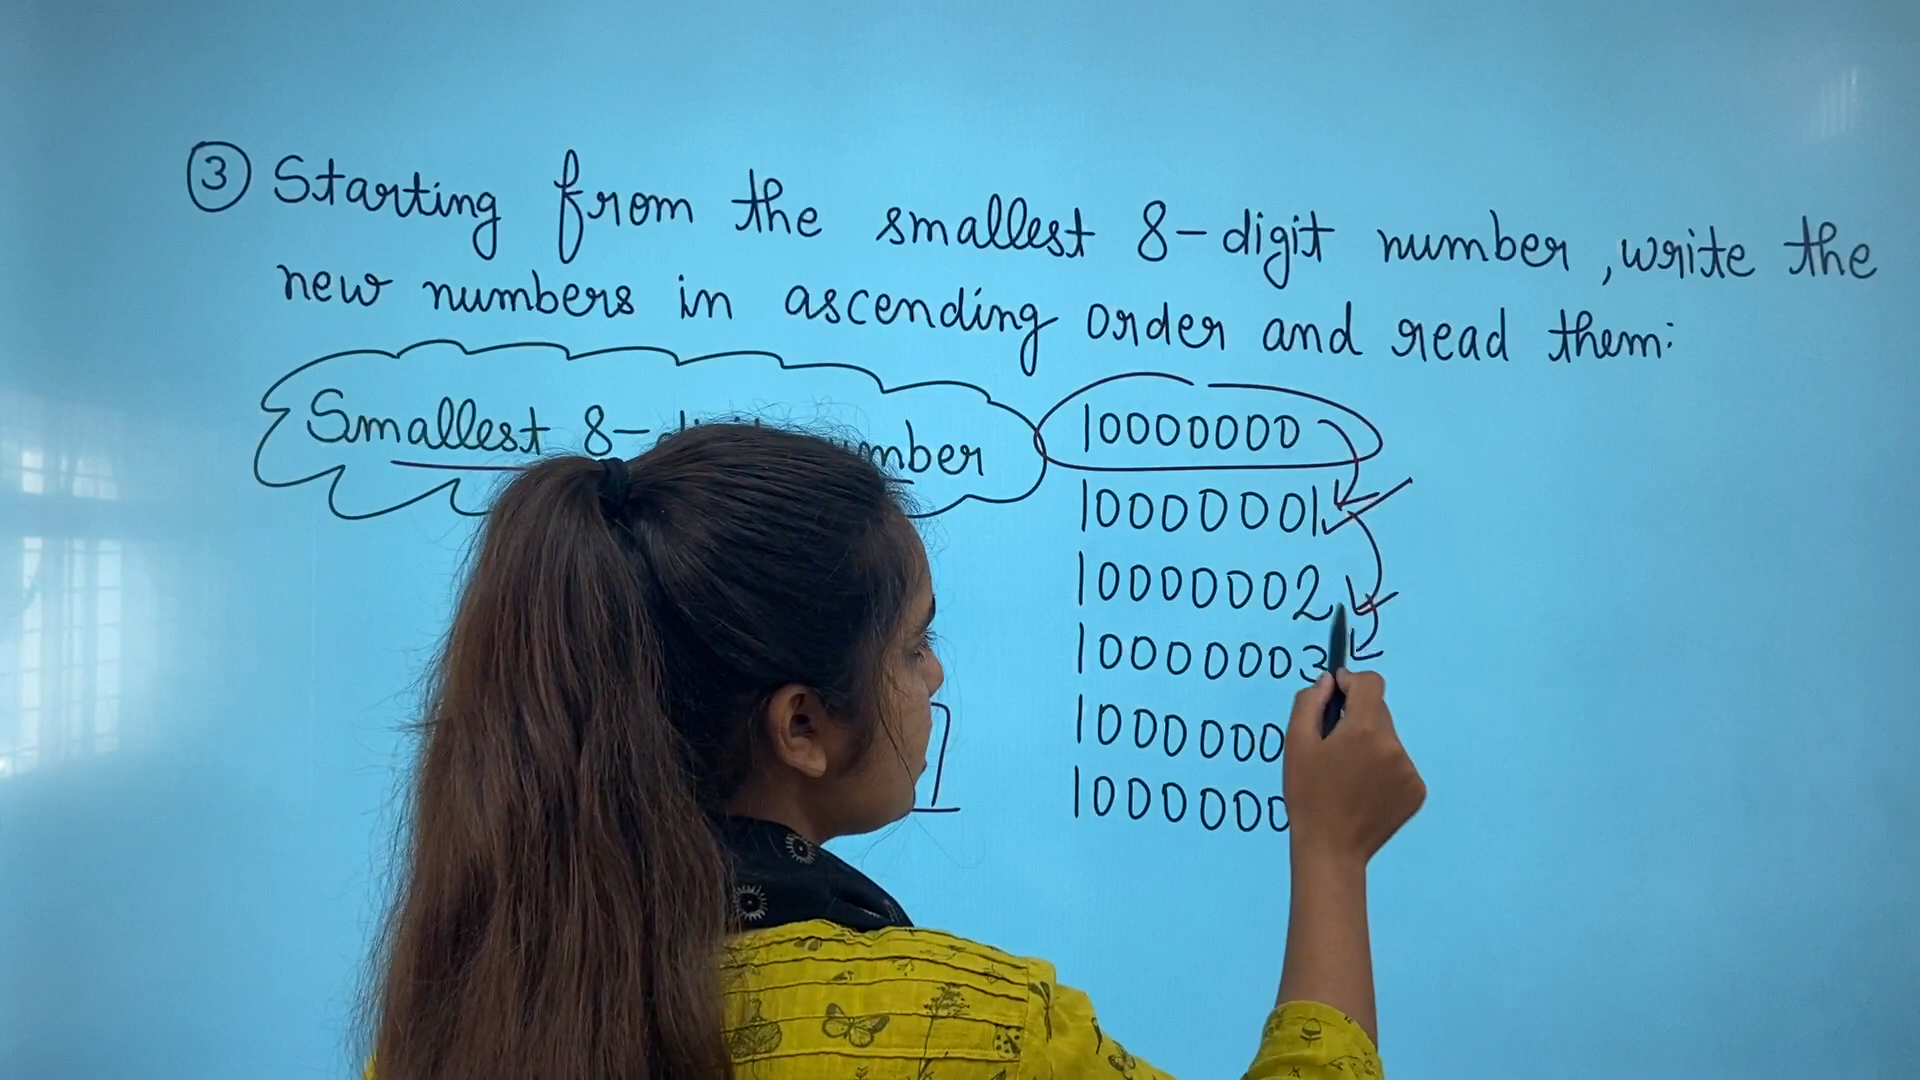 3 Starting from the smallest 8-digit number, write the
new numbers in ascending order and read them:
Smallest 8- number
10000000
10000001
10000002
10000003
1000000
1000000